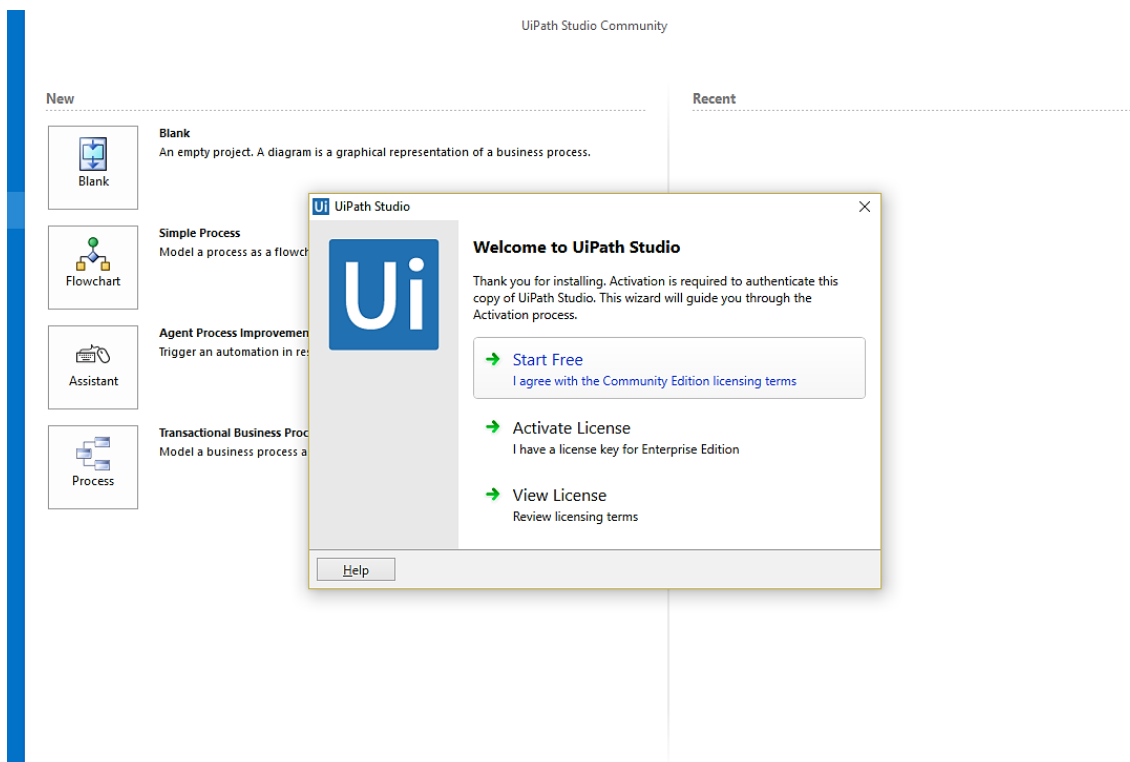 UiPath Studio Community
New
Recent
Blank
An empty project. A diagram is a graphical representation of a business process.
Blank
Simple Process
Model a process as a flowch
Flowchart
Agent Process Improvemen
Trigger an automation in re
Assistant
Transactional Business Proc
Model a business process a
Process
Ui UiPath Studio
Ui
Welcome to UiPath Studio
Thank you for installing. Activation is required to authenticate this
copy of UiPath Studio. This wizard will guide you through the
Activation process.
Start Free
I agree with the Community Edition licensing terms
Activate License
I have a license key for Enterprise Edition
View License
Review licensing terms
Help